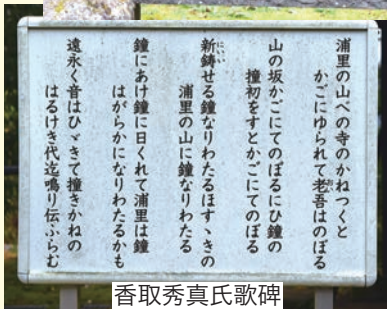 浦里の山べの寺のかねつくと
かごにゆられて老吾はのぼる
山の坂かごにてのぼるにひ鐘の
撞初をすとかごにてのぼる
新鋳せる鐘なりわたるほすゝきの
にい
浦里の山に鐘なりわたる
鐘にあけ鐘に日くれて浦里は鐘
はがらかになりわたるかも
遠永く音はひゞきて撞きかねの
はるけき代迄鳴り伝ふらむ
香取秀真氏歌碑